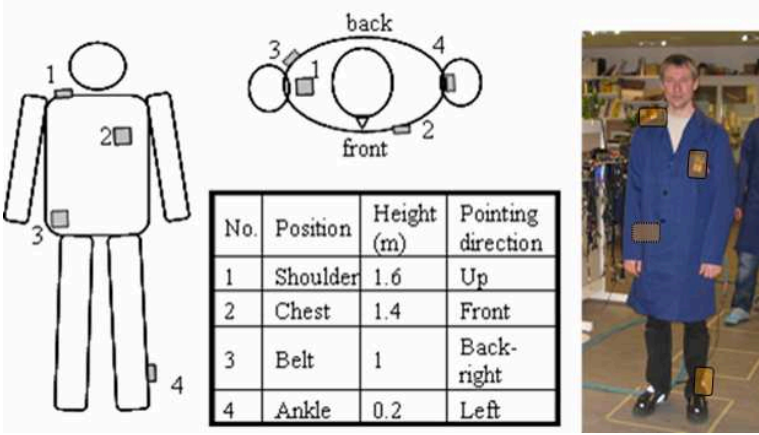 1
2
3
4
back
3
4
1
2
front
No. Position Height (m) Pointing direction
1 Shoulder 1.6 Up
2 Chest 1.4 Front
3 Belt 1 Back-right
4 Ankle 0.2 Left